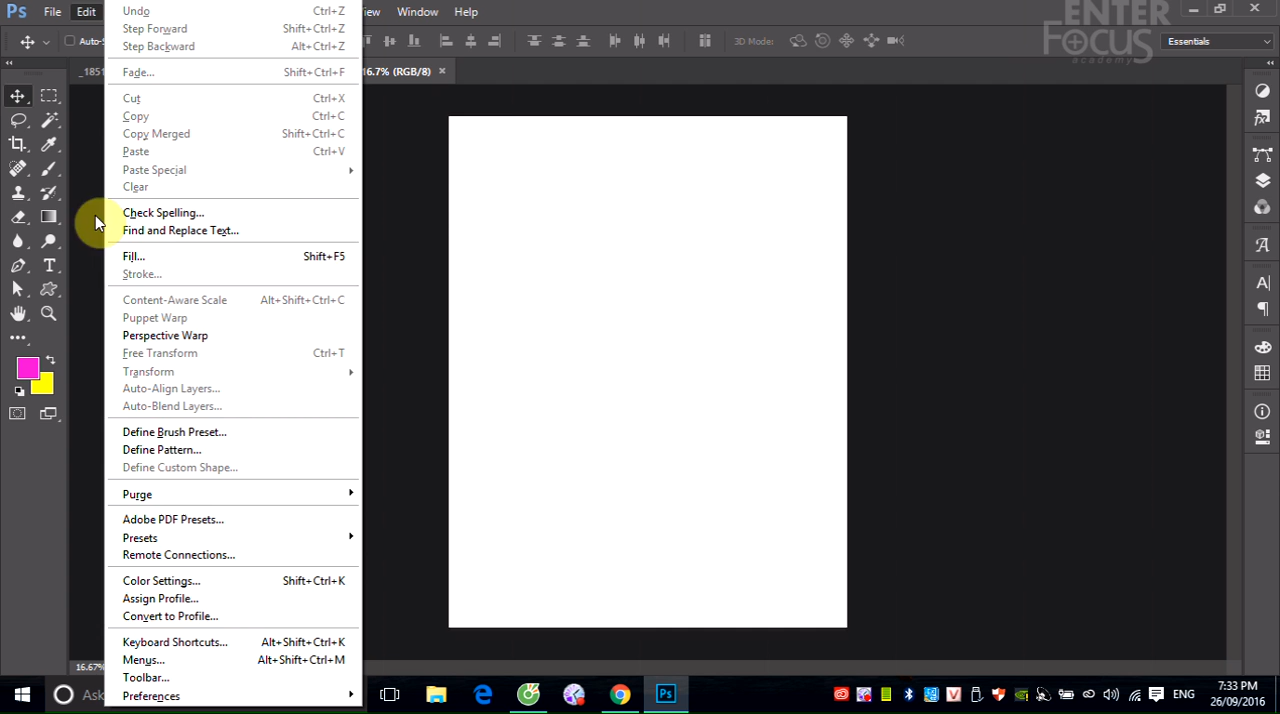 Ps File Edit View Window Help
Auto-S 3D Mode: Essentials
ENTER
FOCUS
academy
_1851 16.7% (RGB/8) ×
Undo Ctrl+Z
Step Forward Shift+Ctrl+Z
Step Backward Alt+Ctrl+Z
Fade... Shift+Ctrl+F
Cut Ctrl+X
Copy Ctrl+C
Copy Merged Shift+Ctrl+C
Paste Ctrl+V
Paste Special
Clear
Check Spelling...
Find and Replace Text...
Fill... Shift+F5
Stroke...
Content-Aware Scale Alt+Shift+Ctrl+C
Puppet Warp
Perspective Warp
Free Transform Ctrl+T
Transform
Auto-Align Layers...
Auto-Blend Layers...
Define Brush Preset...
Define Pattern...
Define Custom Shape...
Purge
Adobe PDF Presets...
Presets
Remote Connections...
Color Settings... Shift+Ctrl+K
Assign Profile...
Convert to Profile...
Keyboard Shortcuts... Alt+Shift+Ctrl+K
Menus... Alt+Shift+Ctrl+M
Toolbar...
Preferences
16.67%
Ask
Ps
ENG
7:33 PM
26/09/2016